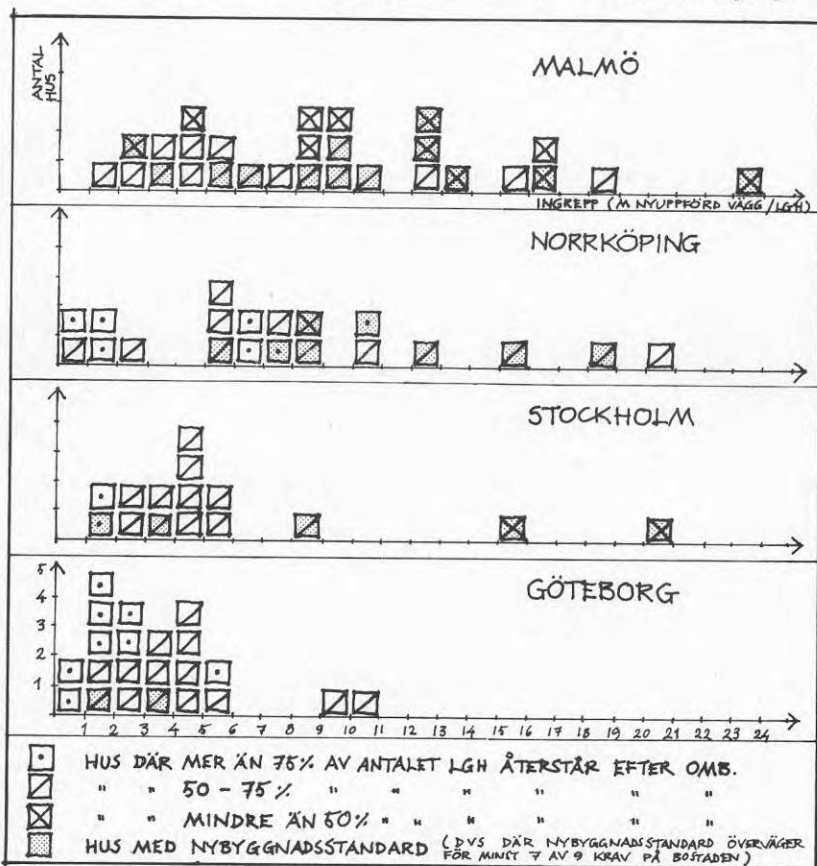 ANTAL
HUS
MALMÖ
INGREPP (M NYUPPFÖRD VÄGG/LGH)
NORRKÖPING
STOCKHOLM
GÖTEBORG
5
4
3
2
1
1 2 3 4 5 6 7 8 9 10 11 12 13 14 15 16 17 18 19 20 21 22 23 24
HUS DÄR MER ÄN 75% AV ANTALET LGH ÅTERSTÅR EFTER OMB.
" " 50 - 75% " " " " " "
" " MINDRE ÄN 50% " " " " " "
HUS MED NYBYGGNADSSTANDARD (DVS DÄR NYBYGGNADSSTANDARD ÖVERVÄGER
FÖR MINST 7 AV 9 KRAV PÅ BOSTADEN)